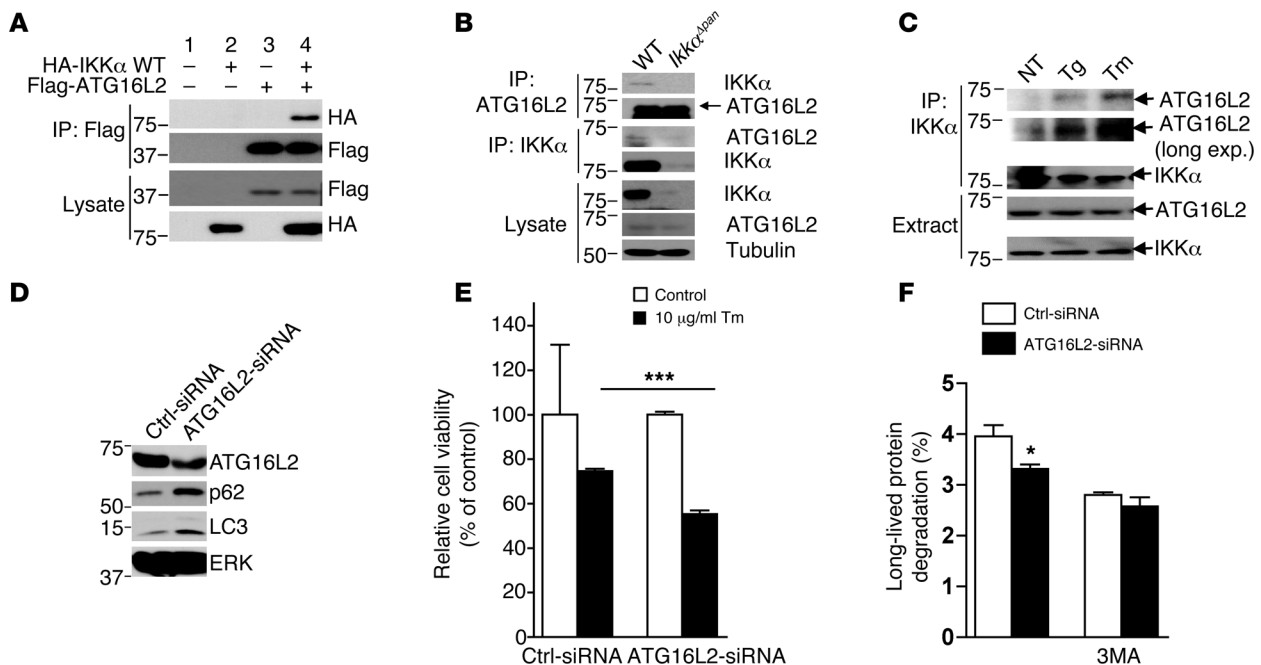 A
1 2 3 4
HA-IKKα WT – + – +
Flag-ATG16L2 – – + +
IP: Flag
75–
HA
37–
Flag
Lysate
37–
Flag
75–
HA
B
WT IkkαΔpan
IP:
ATG16L2
75–
IKKα
75–
ATG16L2
IP: IKKα
75–
ATG16L2
75–
IKKα
Lysate
IKKα
75–
ATG16L2
50–
Tubulin
C
NT Tg Tm
IP:
IKKα
75–
ATG16L2
75–
ATG16L2
(long exp.)
75–
IKKα
Extract
75–
ATG16L2
75–
IKKα
D
Ctrl-siRNA
ATG16L2-siRNA
75–
ATG16L2
p62
50–
15–
LC3
ERK
37–
E
Control
10 μg/ml Tm
Relative cell viability
(% of control)
140
120
100
80
60
40
20
0
***
Ctrl-siRNA ATG16L2-siRNA
F
Ctrl-siRNA
ATG16L2-siRNA
Long-lived protein
degradation (%)
5
4
3
2
1
0
*
3MA